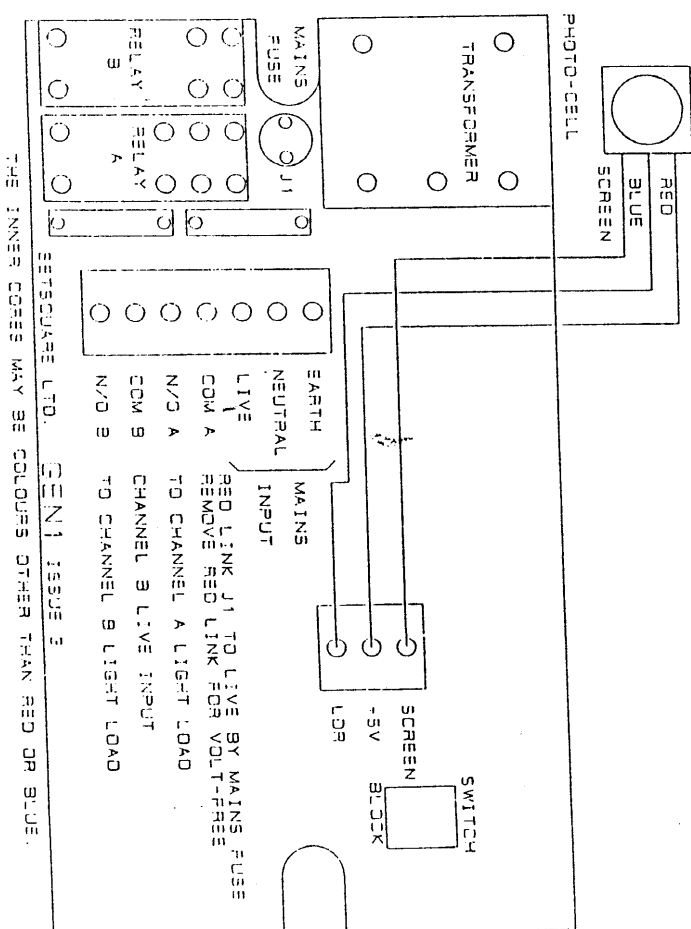 PHOTO-CELL
RED
BLUE
SCREEN
TRANSFORMER
MAINS
FUSE
J1
RELAY
B
RELAY
A
EARTH
NEUTRAL
LIVE
MAINS
INPUT
COM A
N/O A
COM B
N/O B
RED LINK J1 TO LIVE BY MAINS FUSE
REMOVE RED LINK FOR VOLT-FREE
TO CHANNEL A LIGHT LOAD
CHANNEL B LIVE INPUT
TO CHANNEL B LIGHT LOAD
SCREEN
+5V
LDR
SWITCH
BLOCK
SETSQUARE LTD. GEN1 ISSUE 3
THE INNER CORES MAY BE COLOURS OTHER THAN RED OR BLUE.